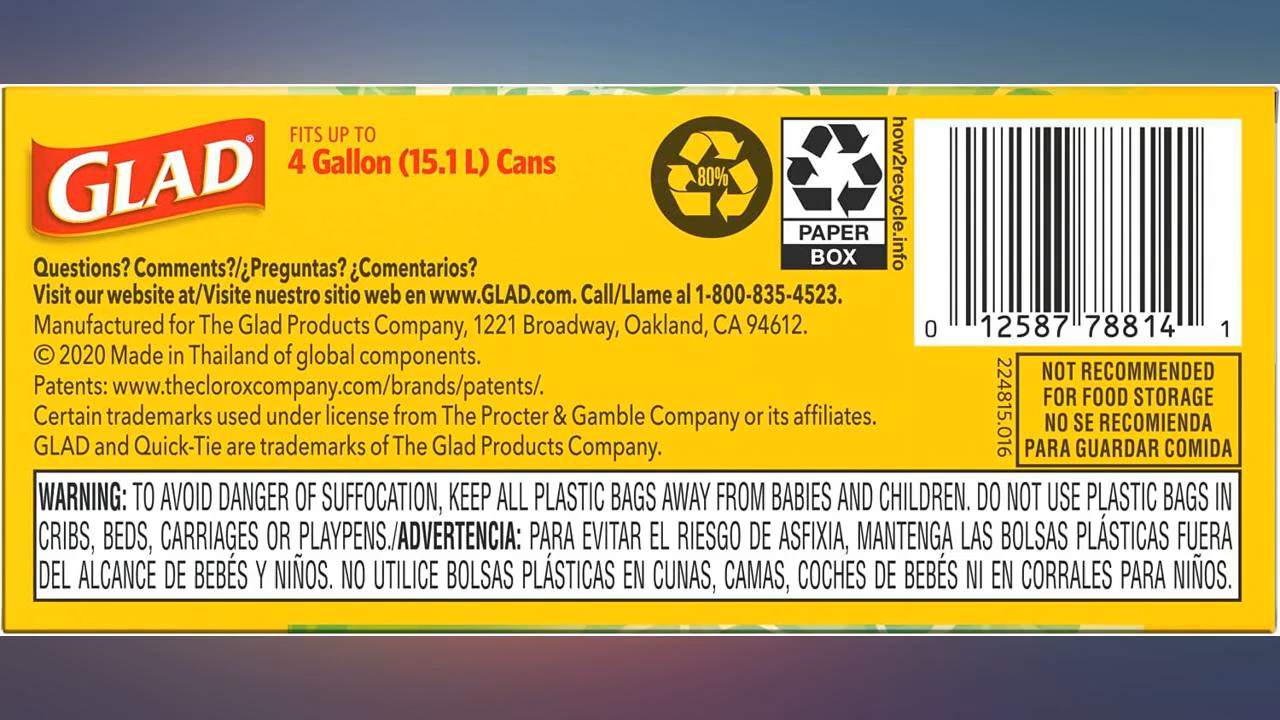 GLAD®
FITS UP TO
4 Gallon (15.1 L) Cans
80%
PAPER
BOX
how2recycle.info
Questions? Comments?/¿Preguntas? ¿Comentarios?
Visit our website at/Visite nuestro sitio web en www.GLAD.com. Call/Llame al 1-800-835-4523.
Manufactured for The Glad Products Company, 1221 Broadway, Oakland, CA 94612.
© 2020 Made in Thailand of global components.
Patents: www.thecloroxcompany.com/brands/patents/.
Certain trademarks used under license from The Procter & Gamble Company or its affiliates.
GLAD and Quick-Tie are trademarks of The Glad Products Company.
0 12587 78814 1
224815.016
NOT RECOMMENDED
FOR FOOD STORAGE
NO SE RECOMIENDA
PARA GUARDAR COMIDA
WARNING: TO AVOID DANGER OF SUFFOCATION, KEEP ALL PLASTIC BAGS AWAY FROM BABIES AND CHILDREN. DO NOT USE PLASTIC BAGS IN
CRIBS, BEDS, CARRIAGES OR PLAYPENS./ADVERTENCIA: PARA EVITAR EL RIESGO DE ASFIXIA, MANTENGA LAS BOLSAS PLÁSTICAS FUERA
DEL ALCANCE DE BEBÉS Y NIÑOS. NO UTILICE BOLSAS PLÁSTICAS EN CUNAS, CAMAS, COCHES DE BEBÉS NI EN CORRALES PARA NIÑOS.